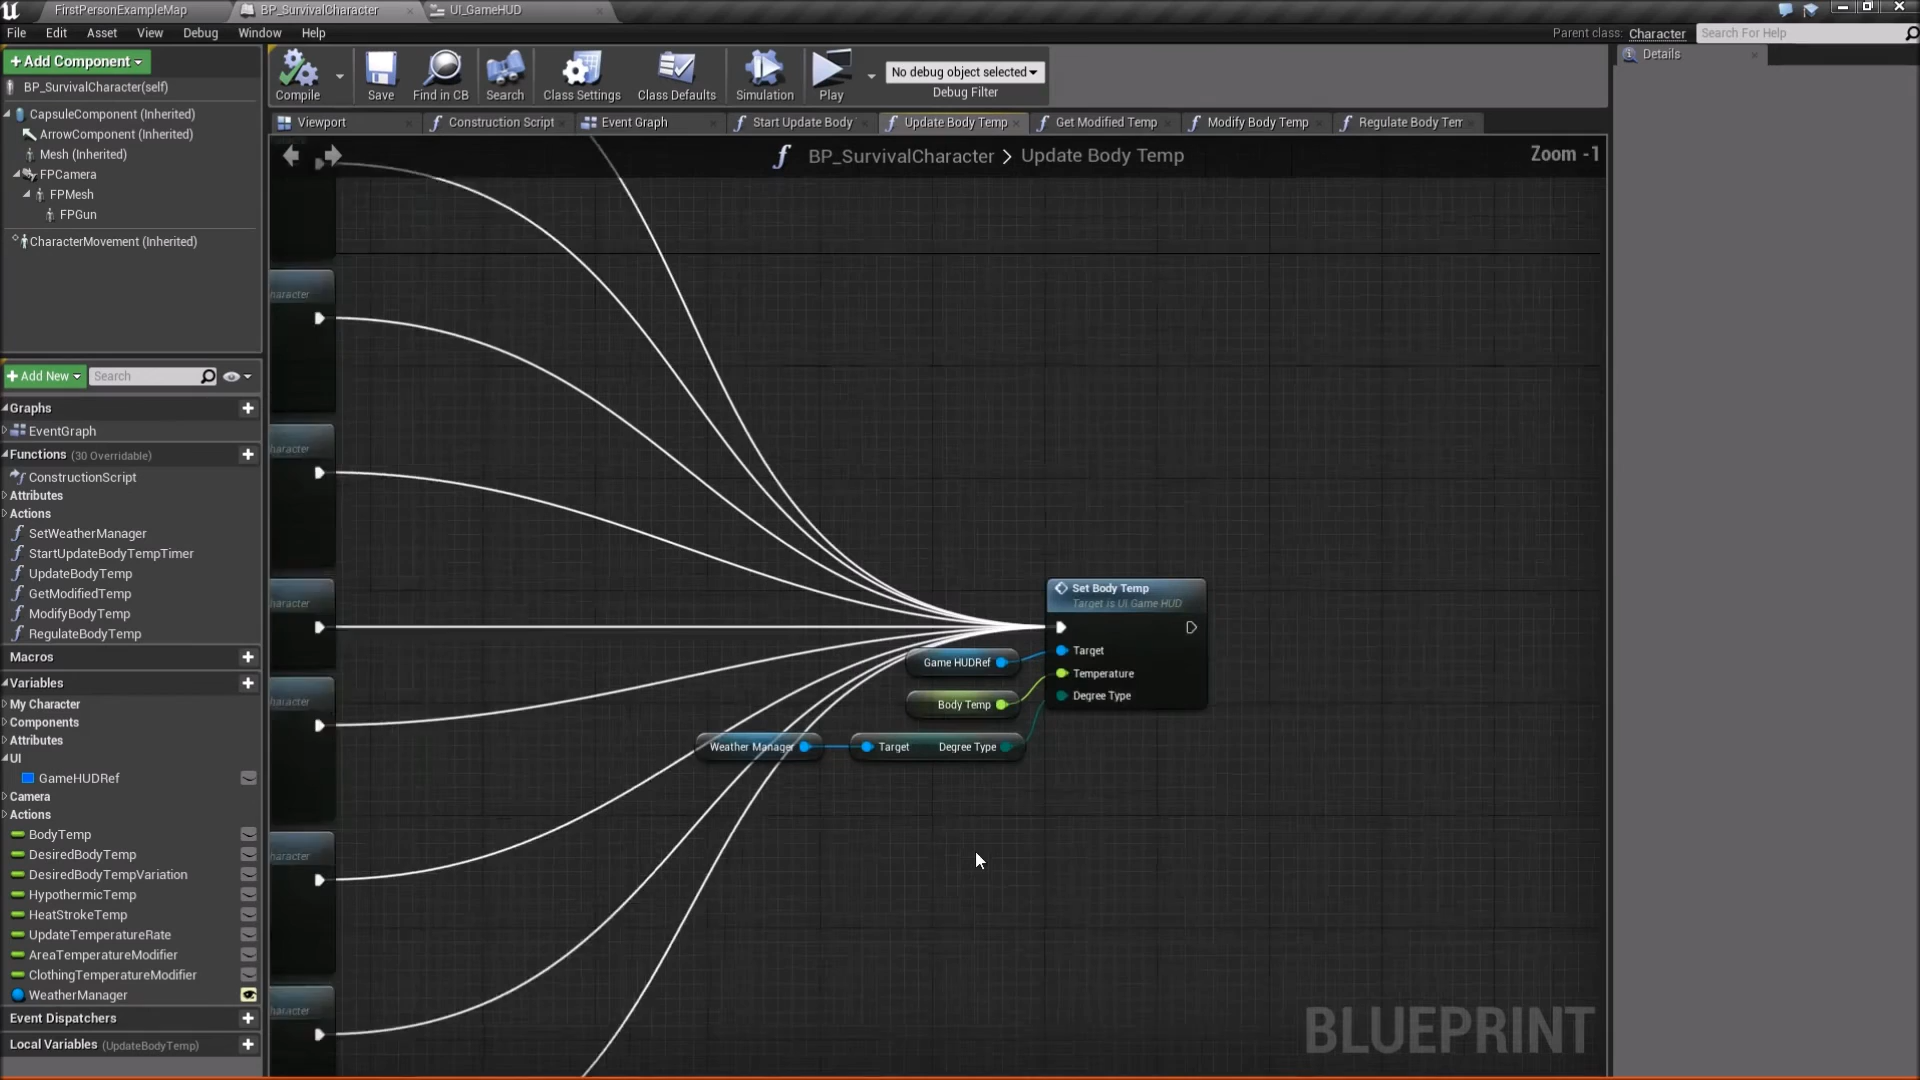 FirstPersonExampleMap
BP_SurvivalCharacter
UI_GameHUD
File Edit Asset View Debug Window Help
Parent class: Character
Search For Help
Add Component
BP_SurvivalCharacter(self)
CapsuleComponent (Inherited)
ArrowComponent (Inherited)
Mesh (Inherited)
FPCamera
FPMesh
FPGun
CharacterMovement (Inherited)
Compile
Save
Find in CB
Search
Class Settings
Class Defaults
Simulation
Play
No debug object selected
Debug Filter
Details
Viewport
Construction Script
Event Graph
Start Update Body
Update Body Temp
Get Modified Temp
Modify Body Temp
Regulate Body Ter
BP_SurvivalCharacter > Update Body Temp
Zoom -1
Add New
Search
Graphs
EventGraph
Functions (30 Overridable)
ConstructionScript
Attributes
Actions
SetWeatherManager
StartUpdateBodyTempTimer
UpdateBodyTemp
GetModifiedTemp
ModifyBodyTemp
RegulateBodyTemp
Macros
Variables
My Character
Components
Attributes
UI
GameHUDRef
Camera
Actions
BodyTemp
DesiredBodyTemp
DesiredBodyTempVariation
HypothermicTemp
HeatStrokeTemp
UpdateTemperatureRate
AreaTemperatureModifier
ClothingTemperatureModifier
WeatherManager
Event Dispatchers
Local Variables (UpdateBodyTemp)
haracter
haracter
haracter
haracter
haracter
haracter
Set Body Temp
Target is UI Game HUD
Target
Temperature
Degree Type
Game HUDRef
Body Temp
Weather Manager
Target Degree Type
BLUEPRINT